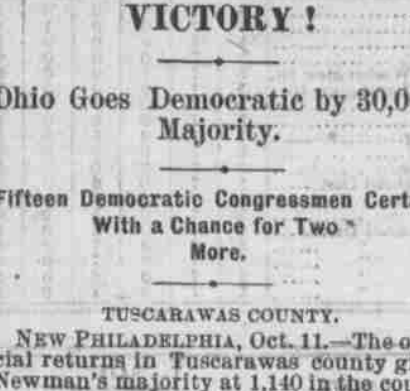 VICTORY!
Ohio Goes Democratic by 30,0
Majority.
Fifteen Democratic Congressmen Cert
With a Chance for Two
More.
TUSCARAWAS COUNTY.
NEW PHILADELPHIA, Oct. 11.—The o
cial returns in Tuscarawas county g
Newman's majority at 1,140 in the cou